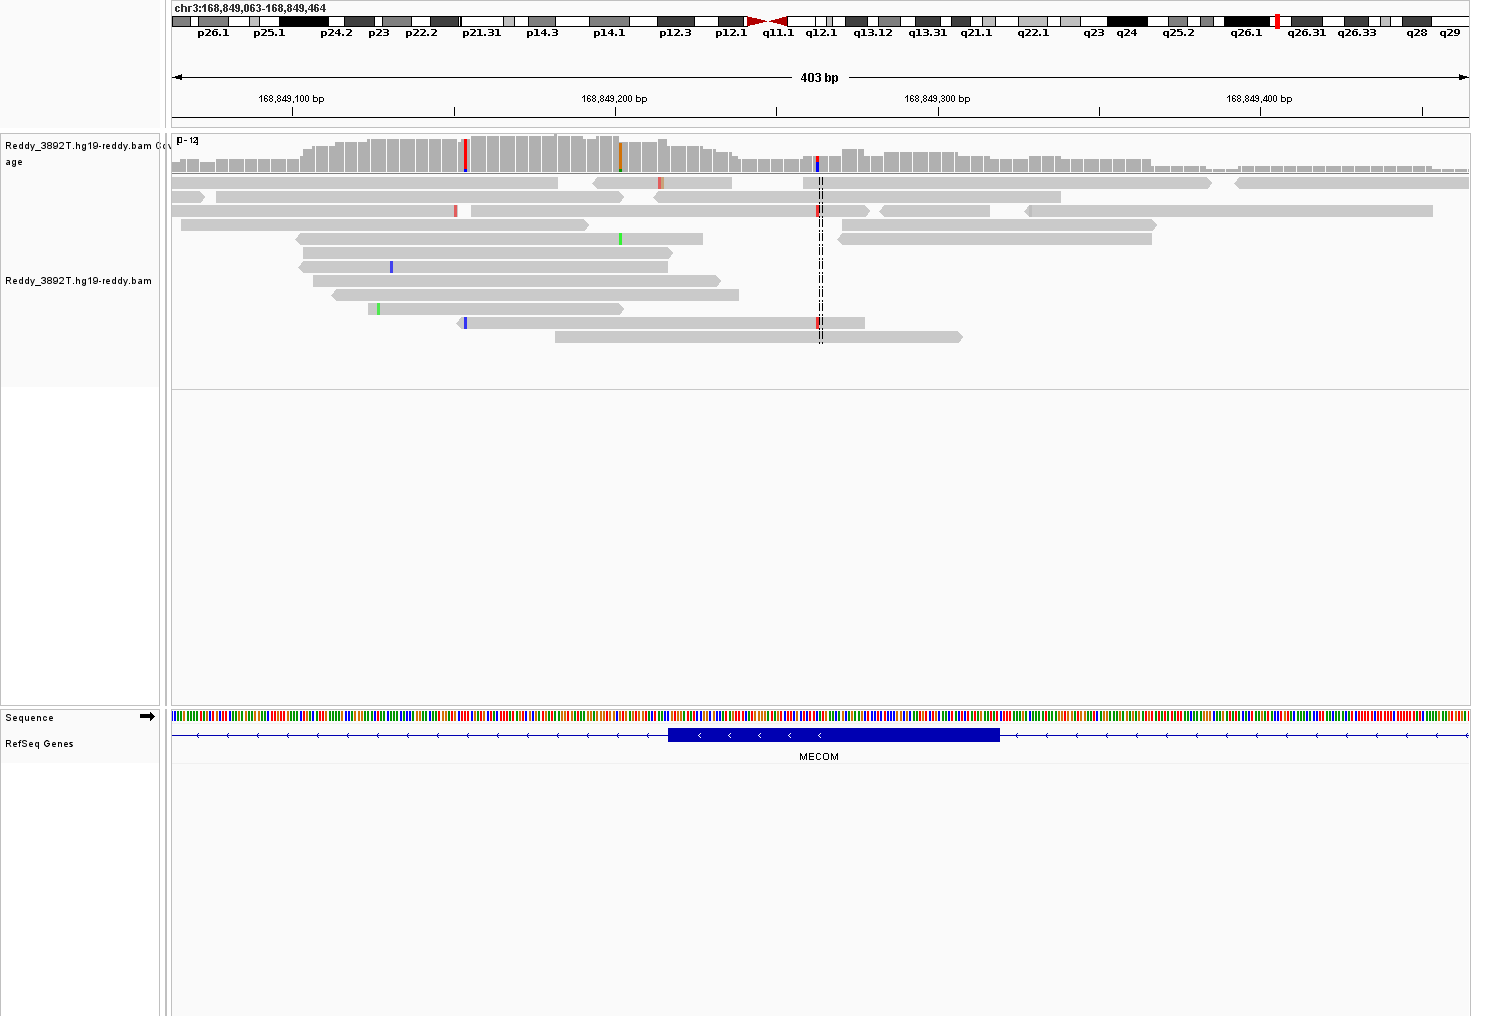 chr3:168,849,063-168,849,464
p26.1 p25.1 p24.2 p23 p22.2 p21.31 p14.3 p14.1 p12.3 p12.1 q11.1 q12.1 q13.12 q13.31 q21.1 q22.1 q23 q24 q25.2 q26.1 q26.31 q26.33 q28 q29
403 bp
168,849,100 bp 168,849,200 bp 168,849,300 bp 168,849,400 bp
[0 - 12]
Reddy_3892T.hg19-reddy.bam Cov
age
Reddy_3892T.hg19-reddy.bam
Sequence
RefSeq Genes
MECOM